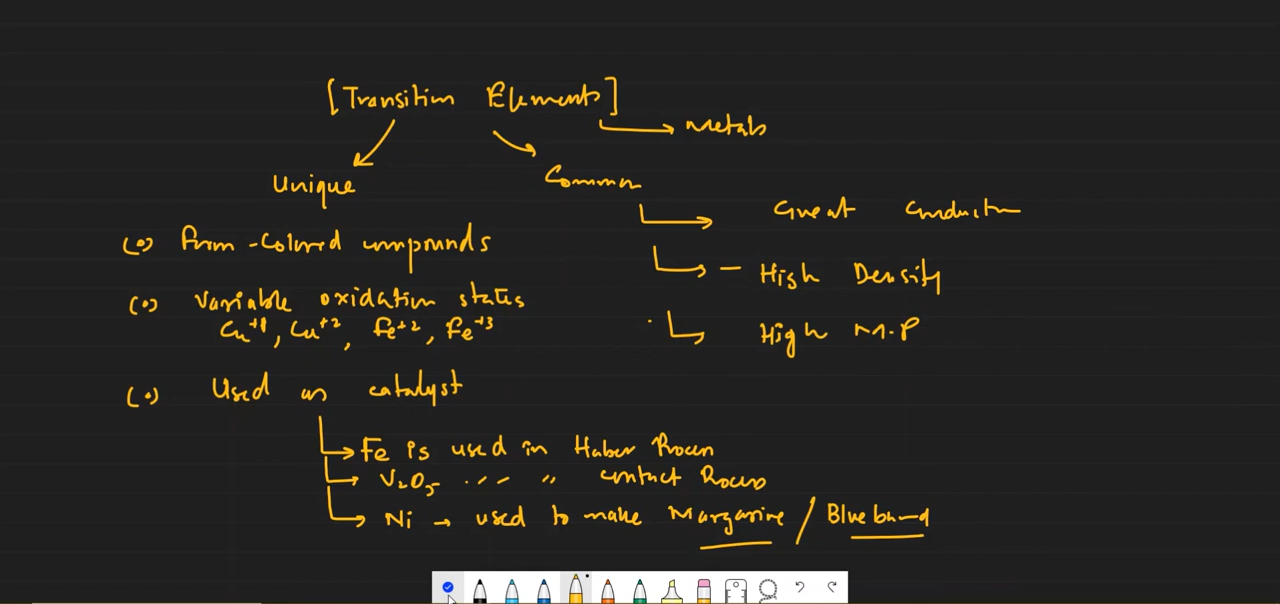 [Transition Elements]
Metals
Unique
Common
(•) Form-Colored compounds
(•) Variable oxidation states
Cu+1, Cu+2, Fe+2, Fe+3
(•) Used as catalyst
Fe is used in Haber Process
V2O5 ..-- " contact Process
Ni → used to make Margarine / Blueband
Great Conductor
- High Density
High M.P